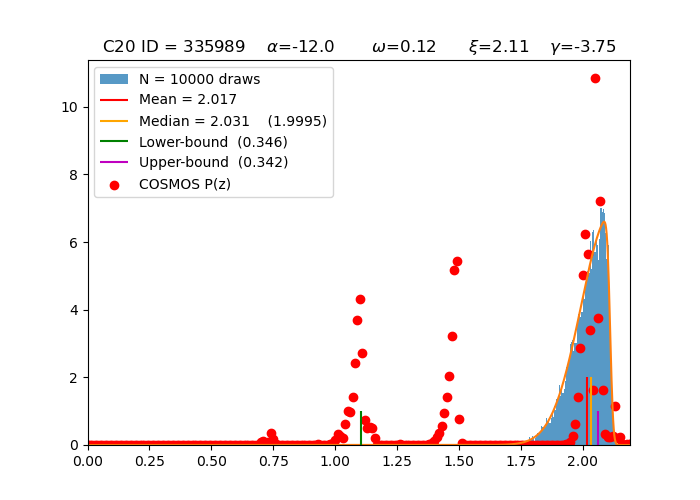 C20 ID = 335989 α=-12.0 ω=0.12 ξ=2.11 γ=-3.75
N = 10000 draws
Mean = 2.017
Median = 2.031 (1.9995)
Lower-bound (0.346)
Upper-bound (0.342)
COSMOS P(z)
10
8
6
4
2
0
0.00 0.25 0.50 0.75 1.00 1.25 1.50 1.75 2.00